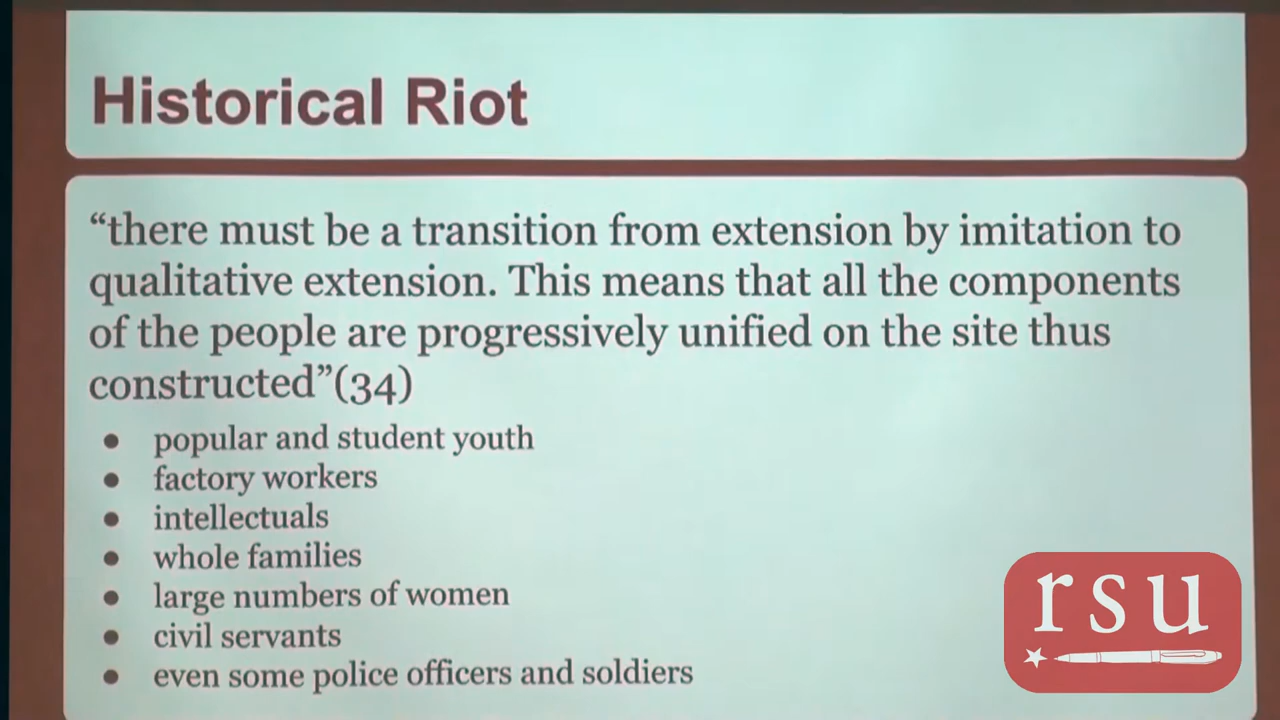 Historical Riot
“there must be a transition from extension by imitation to
qualitative extension. This means that all the components
of the people are progressively unified on the site thus
constructed”(34)
● popular and student youth
● factory workers
● intellectuals
● whole families
● large numbers of women
● civil servants
● even some police officers and soldiers
rsu